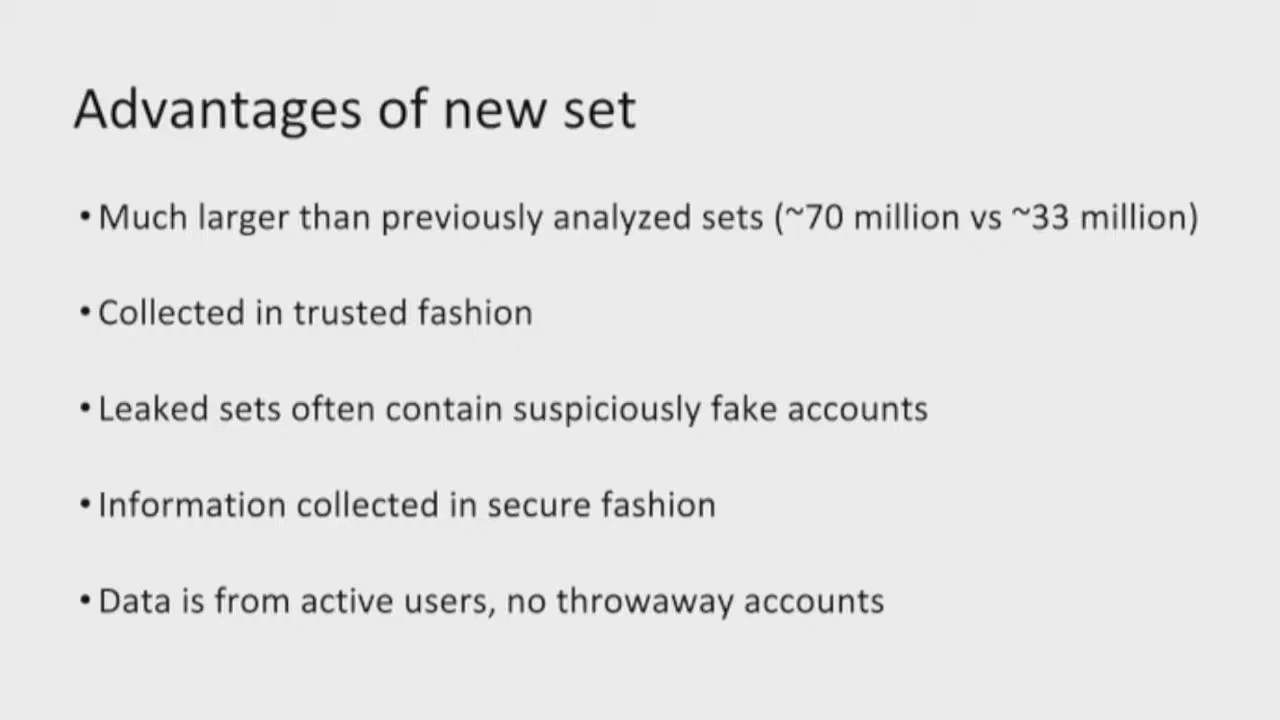 Advantages of new set
• Much larger than previously analyzed sets (~70 million vs ~33 million)
• Collected in trusted fashion
• Leaked sets often contain suspiciously fake accounts
• Information collected in secure fashion
• Data is from active users, no throwaway accounts